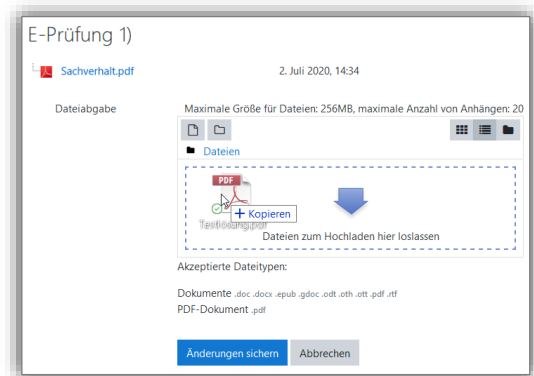 E-Prüfung 1)
Sachverhalt.pdf 2. Juli 2020, 14:34
Dateiabgabe Maximale Größe für Dateien: 256MB, maximale Anzahl von Anhängen: 20
Dateien
PDF
+ Kopieren
Testlösung.pdf
Dateien zum Hochladen hier loslassen
Akzeptierte Dateitypen:
Dokumente .doc .docx .epub .gdoc .odt .oth .ott .pdf .rtf
PDF-Dokument .pdf
Änderungen sichern Abbrechen